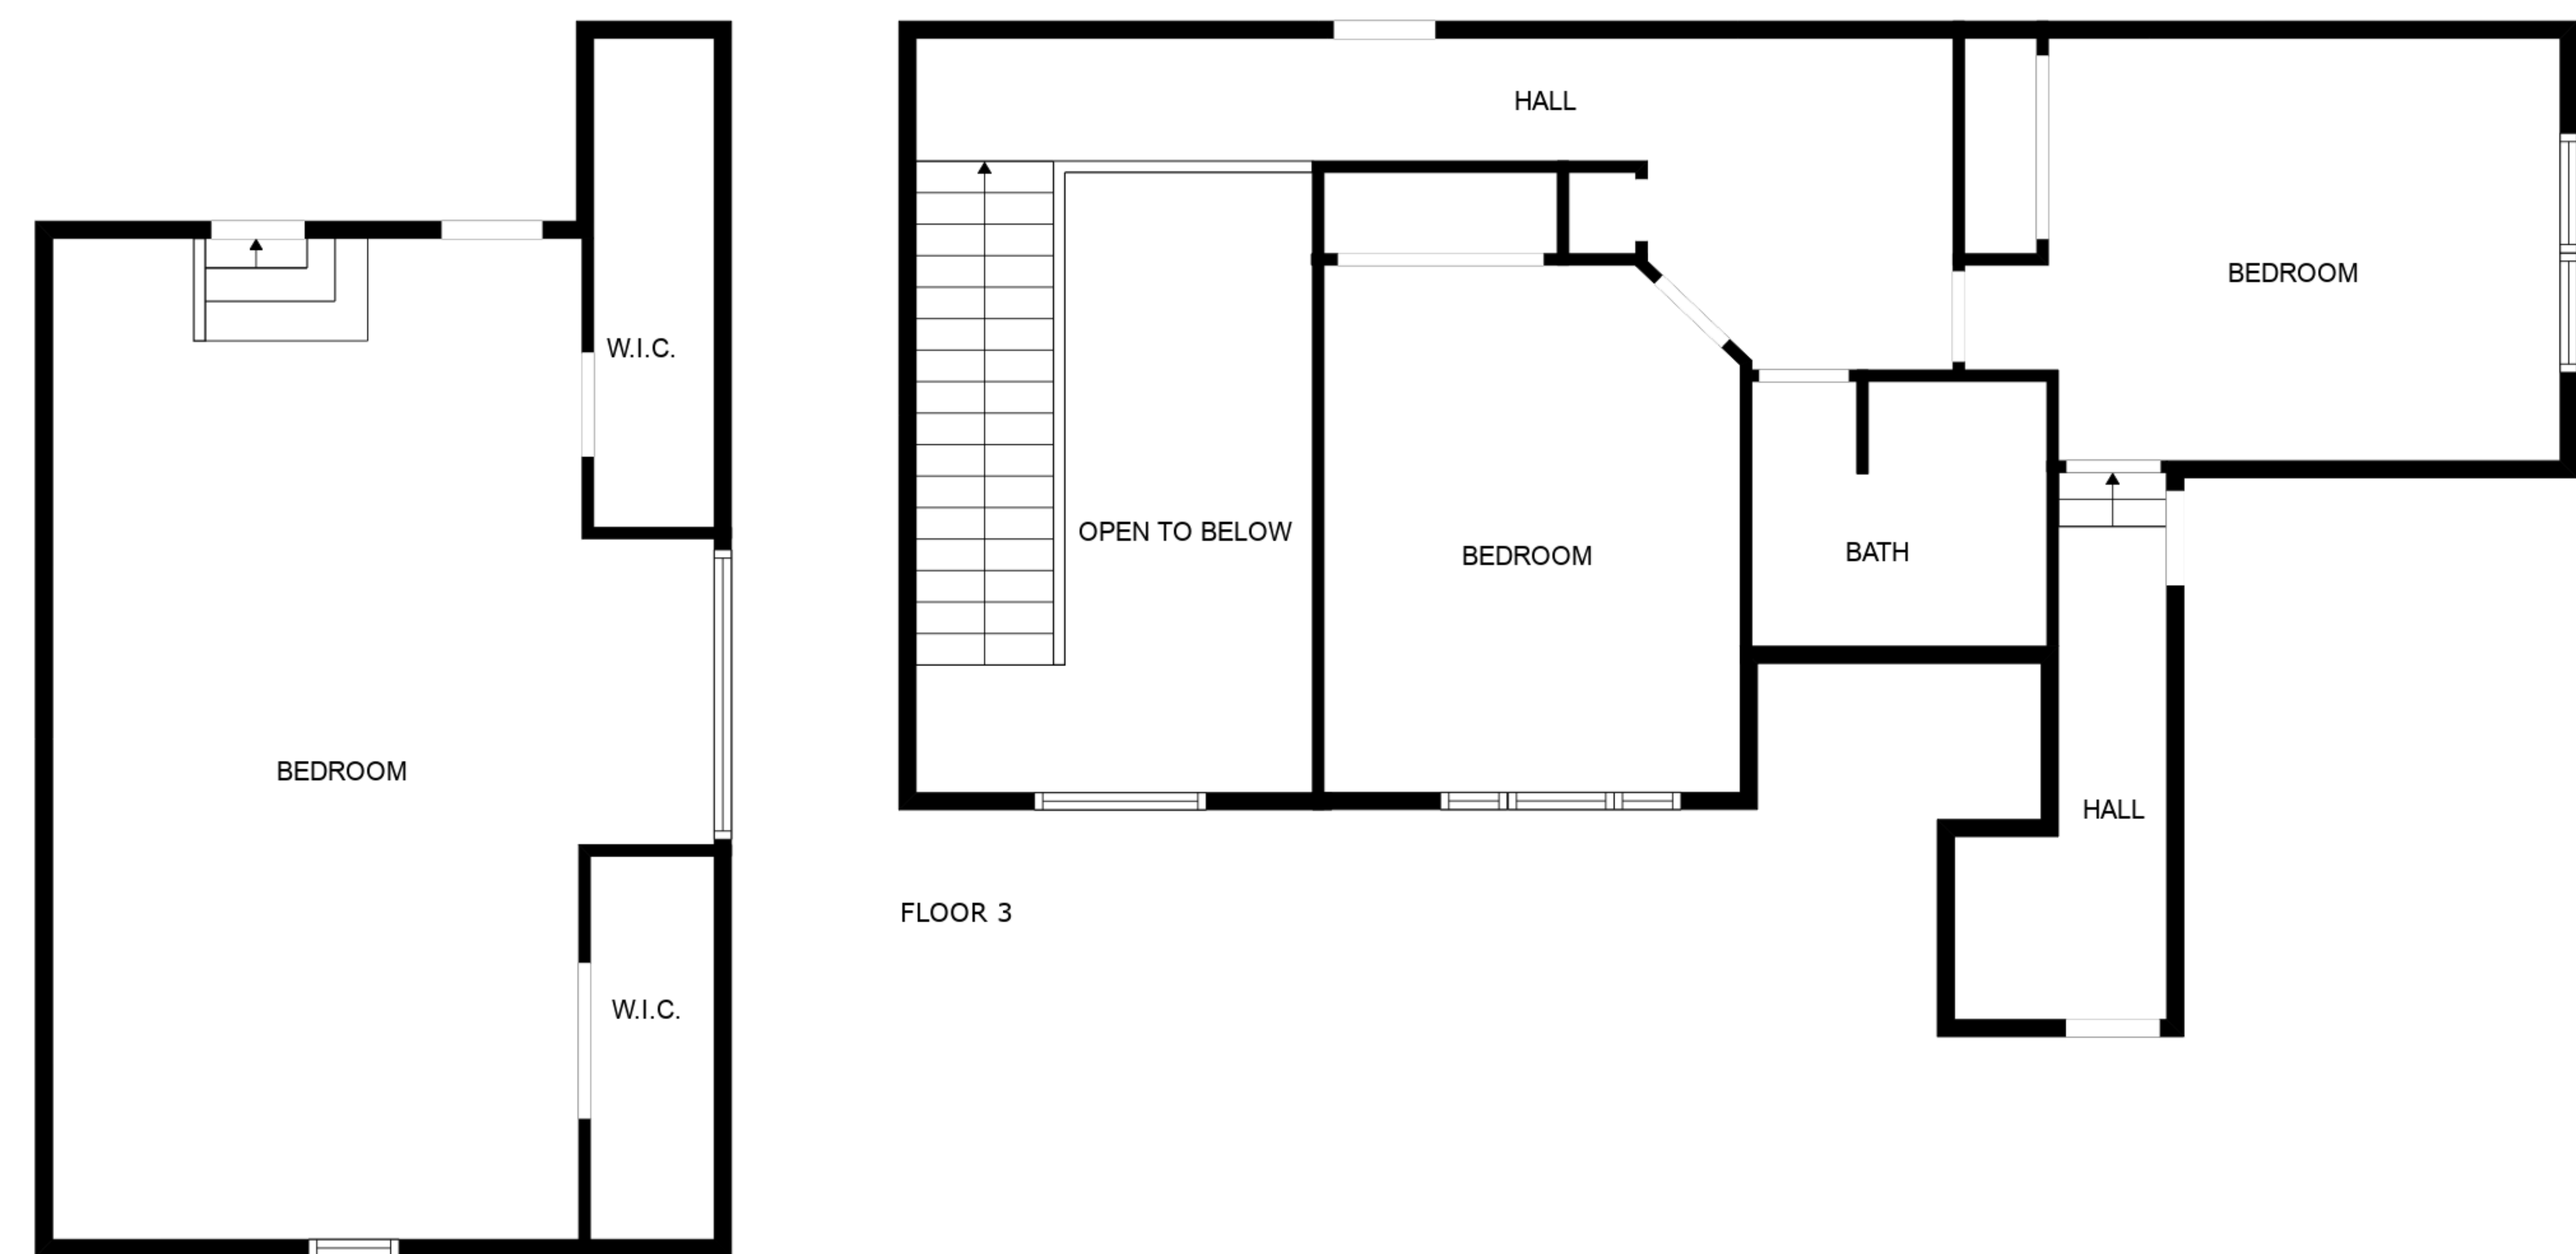 HALL
BEDROOM
W.I.C.
OPEN TO BELOW
BEDROOM
BATH
BEDROOM
HALL
FLOOR 3
W.I.C.